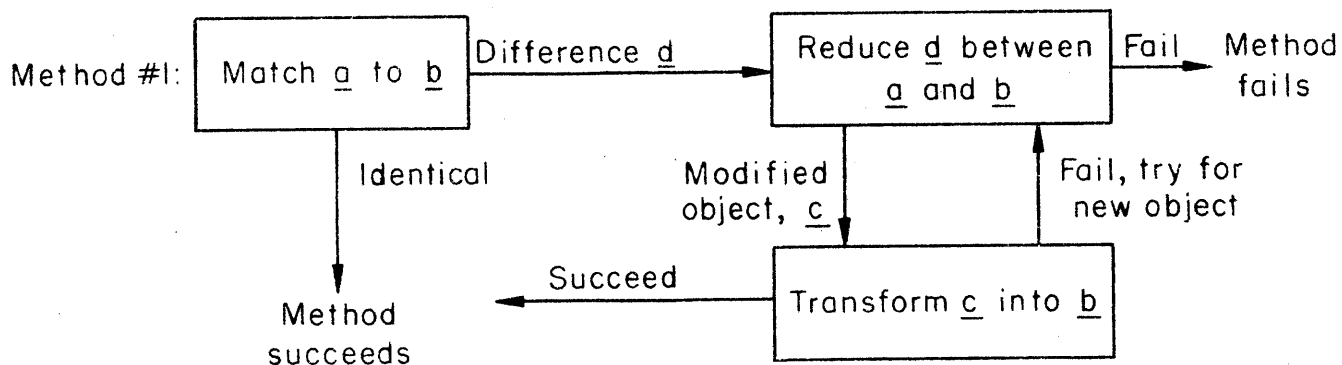 Method #1:
Match a to b
Difference d
Reduce d between
a and b
Fail
Method
fails
Identical
Modified
object, c
Fail, try for
new object
Succeed
Transform c into b
Method
succeeds